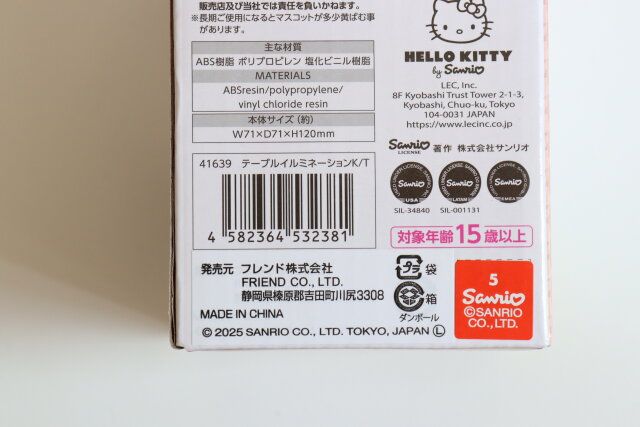 販売店及び当社では責任を負いかねます。
※長期ご使用になるとマスコットが多少黄ばむ事
があります。
主な材質
ABS樹脂 ポリプロピレン 塩化ビニル樹脂
MATERIALS
ABSresin/polypropylene/
vinyl chloride resin
本体サイズ (約)
W71×D71×H120mm
41639 テーブルイルミネーションK/T
4 582364 532381
HELLO KITTY
by Sanrio
LEC, Inc.
8F Kyobashi Trust Tower 2-1-3,
Kyobashi, Chuo-ku, Tokyo
104-0031 JAPAN
https://www.lecinc.co.jp
Sanrio LICENSE 著作 株式会社サンリオ
Sanrio USA
Sanrio LATAM
Sanrio EMEA
SIL-34840 SIL-001131
対象年齢15歳以上
発売元 フレンド株式会社
FRIEND CO., LTD.
静岡県榛原郡吉田町川尻3308
MADE IN CHINA
© 2025 SANRIO CO., LTD. TOKYO, JAPAN Ⓛ
プラ 袋
箱
ダンボール
5
Sanrio
©SANRIO
CO., LTD.